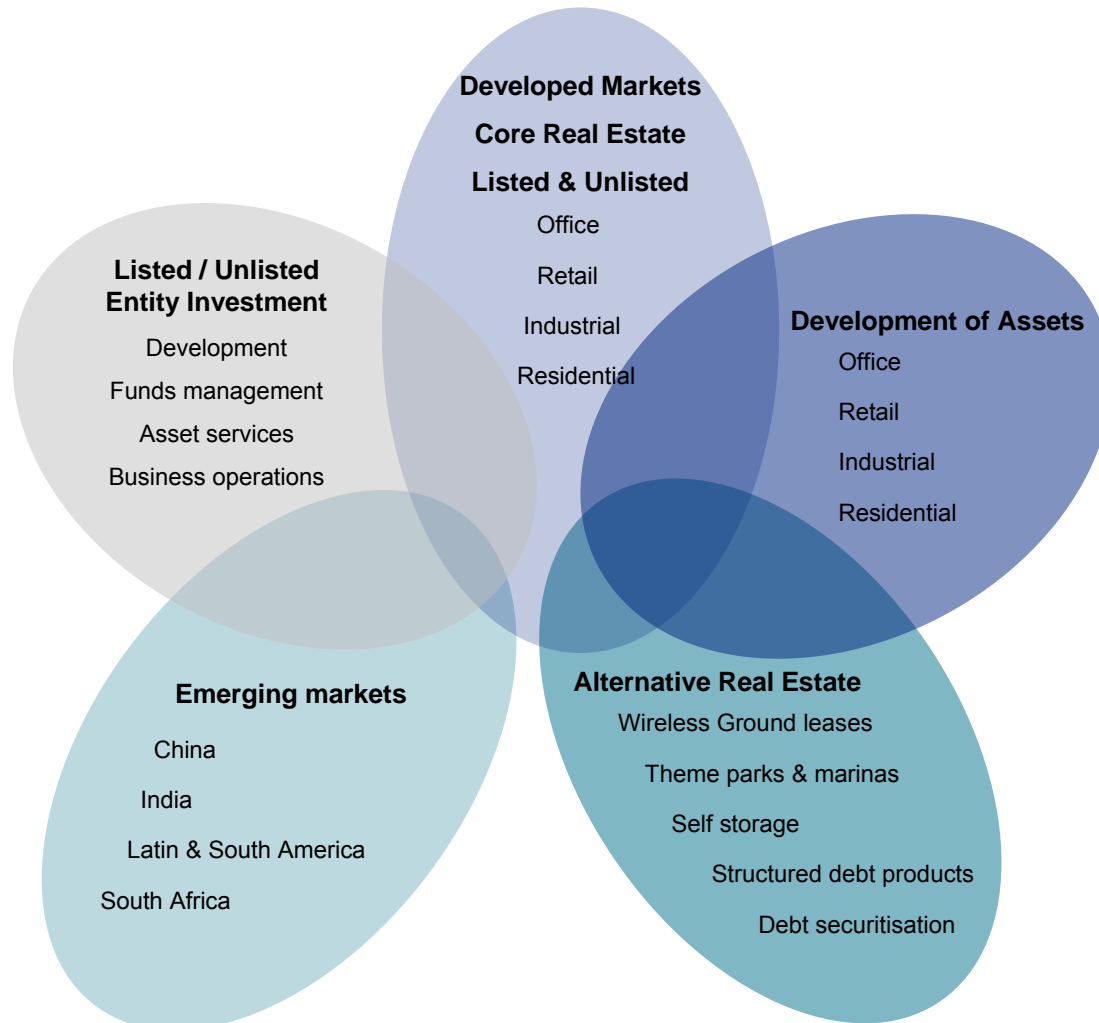 Developed Markets
Core Real Estate
Listed & Unlisted
Office
Retail
Industrial
Residential
Listed / Unlisted
Entity Investment
Development
Funds management
Asset services
Business operations
Development of Assets
Office
Retail
Industrial
Residential
Emerging markets
China
India
Latin & South America
South Africa
Alternative Real Estate
Wireless Ground leases
Theme parks & marinas
Self storage
Structured debt products
Debt securitisation